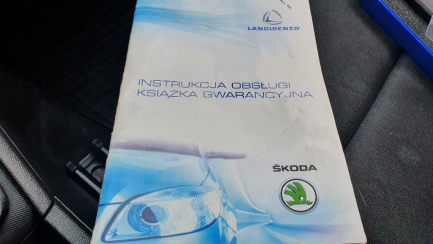 LANDIRENZO
INSTRUKCJA OBSŁUGI
KSIĄŻKA GWARANCYJNA
ŠKODA